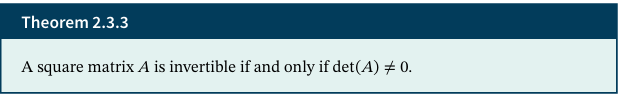 Theorem 2.3.3
A square matrix A is invertible if and only if det(A) ≠ 0.